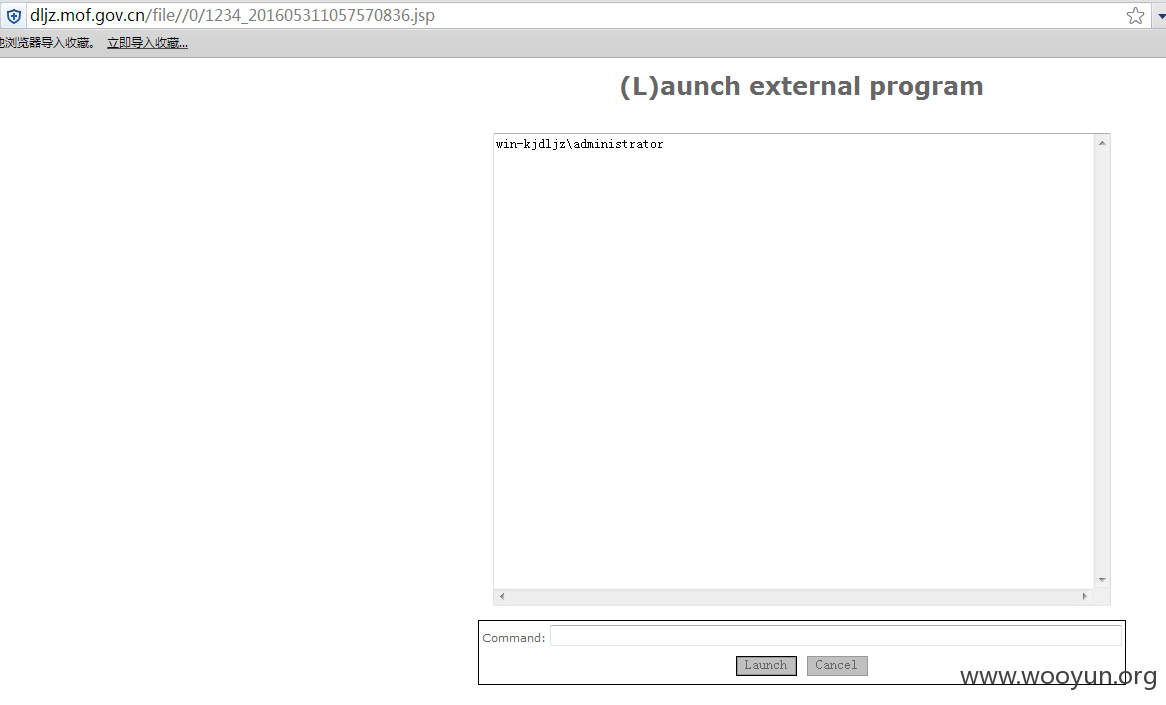 dljz.mof.gov.cn/file//0/1234_201605311057570836.jsp
浏览器导入收藏。 立即导入收藏...
(L)aunch external program
win-kjdljz\administrator
Command:
Launch Cancel
www.wooyun.org